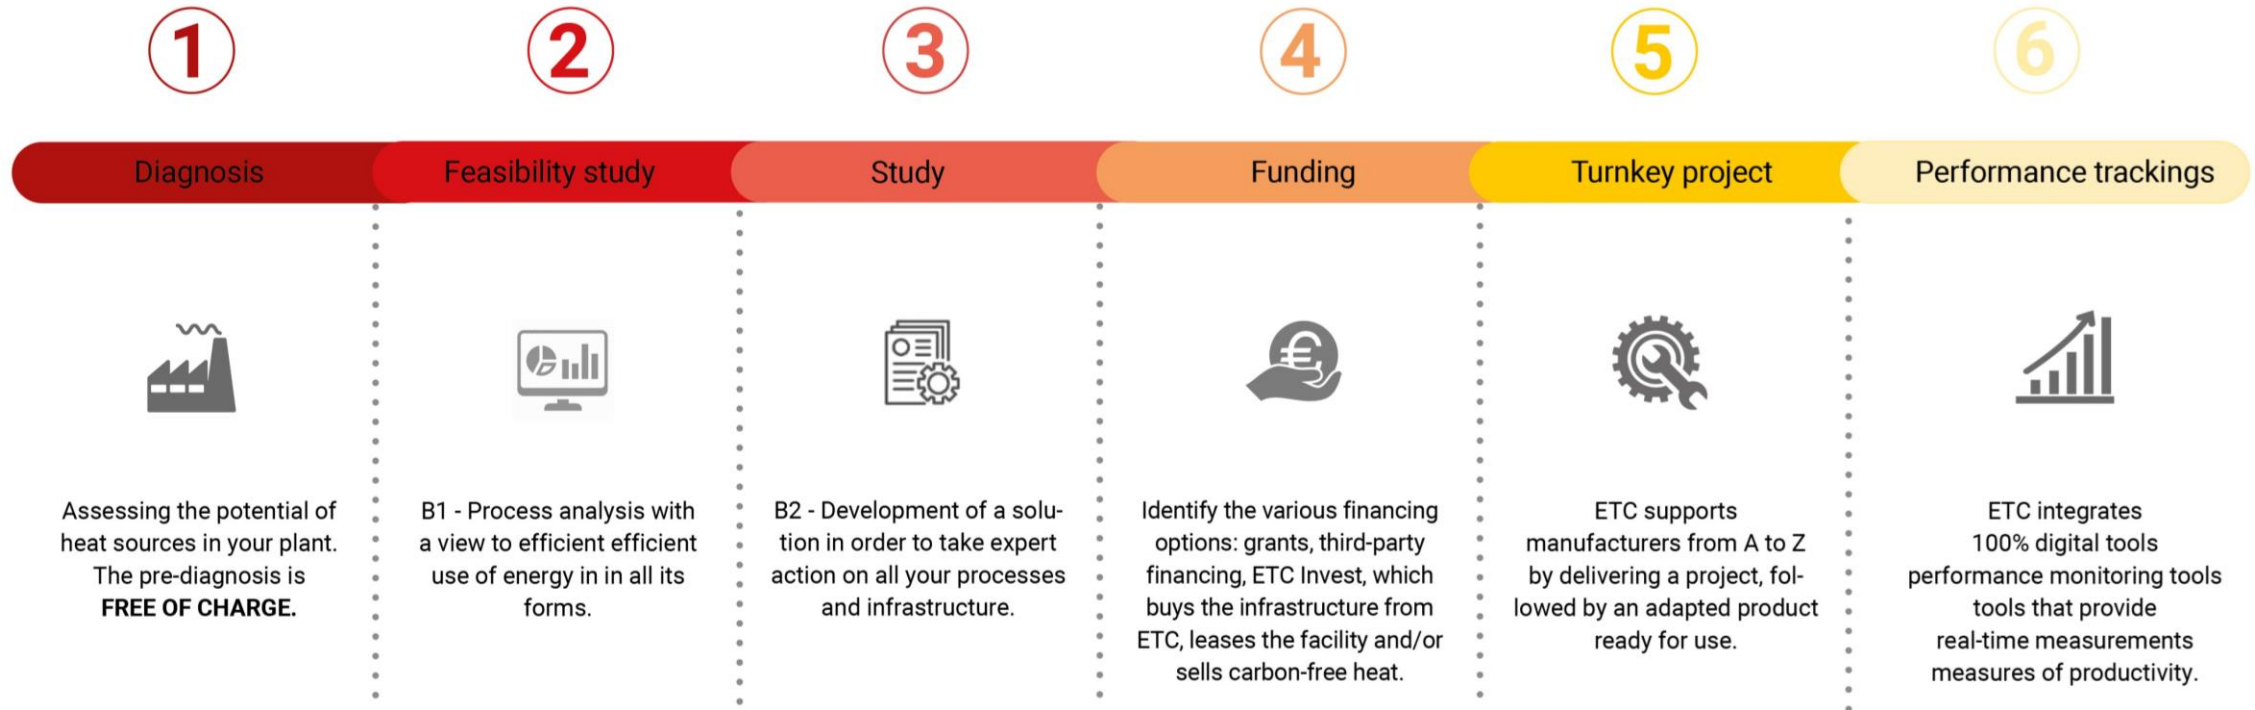 1
2
3
4
5
6
Diagnosis
Feasibility study
Study
Funding
Turnkey project
Performance trackings
€
Assessing the potential of
heat sources in your plant.
The pre-diagnosis is
FREE OF CHARGE.
B1 - Process analysis with
a view to efficient efficient
use of energy in in all its
forms.
B2 - Development of a solu-
tion in order to take expert
action on all your processes
and infrastructure.
Identify the various financing
options: grants, third-party
financing, ETC Invest, which
buys the infrastructure from
ETC, leases the facility and/or
sells carbon-free heat.
ETC supports
manufacturers from A to Z
by delivering a project, fol-
lowed by an adapted product
ready for use.
ETC integrates
100% digital tools
performance monitoring tools
tools that provide
real-time measurements
measures of productivity.